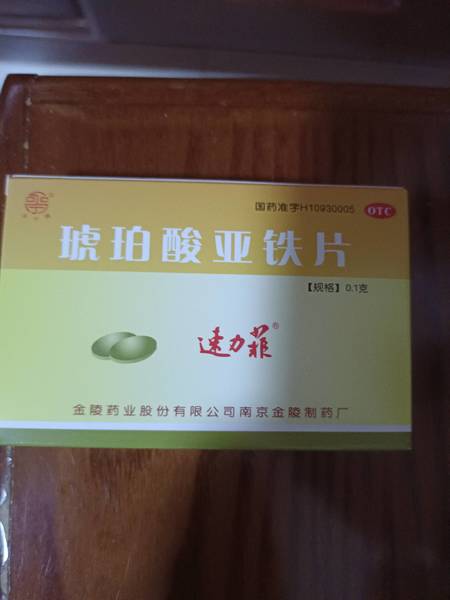 国药准字H10930005 OTC
琥珀酸亚铁片
【规格】0.1克
速力菲®
金陵药业股份有限公司南京金陵制药厂